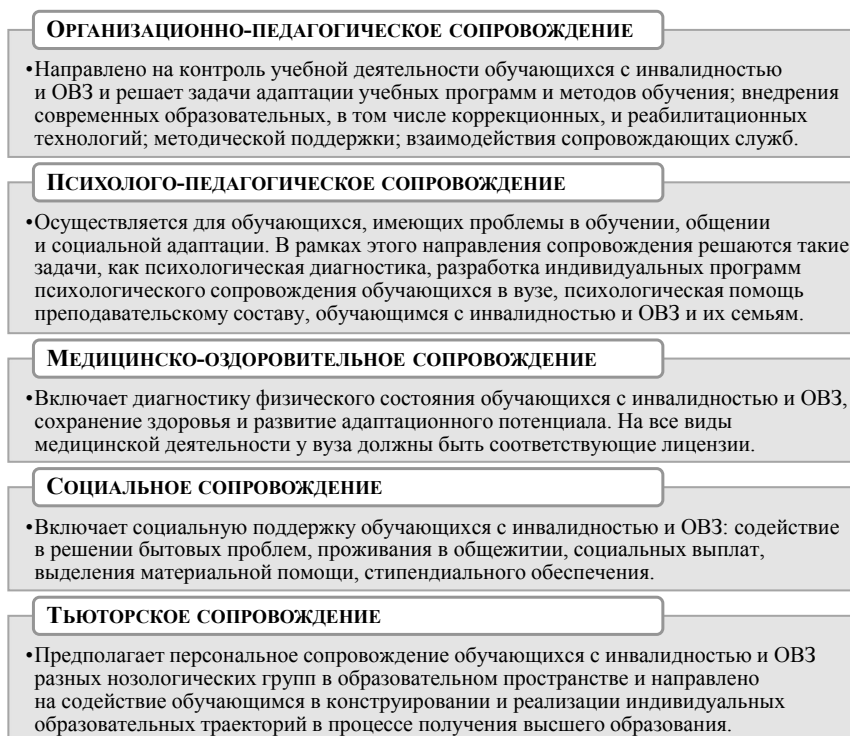 Организационно-педагогическое сопровождение
•Направлено на контроль учебной деятельности обучающихся с инвалидностью
и ОВЗ и решает задачи адаптации учебных программ и методов обучения; внедрения
современных образовательных, в том числе коррекционных, и реабилитационных
технологий; методической поддержки; взаимодействия сопровождающих служб.
Психолого-педагогическое сопровождение
•Осуществляется для обучающихся, имеющих проблемы в обучении, общении
и социальной адаптации. В рамках этого направления сопровождения решаются такие
задачи, как психологическая диагностика, разработка индивидуальных программ
психологического сопровождения обучающихся в вузе, психологическая помощь
преподавательскому составу, обучающимся с инвалидностью и ОВЗ и их семьям.
Медицинско-оздоровительное сопровождение
•Включает диагностику физического состояния обучающихся с инвалидностью и ОВЗ,
сохранение здоровья и развитие адаптационного потенциала. На все виды
медицинской деятельности у вуза должны быть соответствующие лицензии.
Социальное сопровождение
•Включает социальную поддержку обучающихся с инвалидностью и ОВЗ: содействие
в решении бытовых проблем, проживания в общежитии, социальных выплат,
выделения материальной помощи, стипендиального обеспечения.
Тьюторское сопровождение
•Предполагает персональное сопровождение обучающихся с инвалидностью и ОВЗ
разных нозологических групп в образовательном пространстве и направлено
на содействие обучающимся в конструировании и реализации индивидуальных
образовательных траекторий в процессе получения высшего образования.